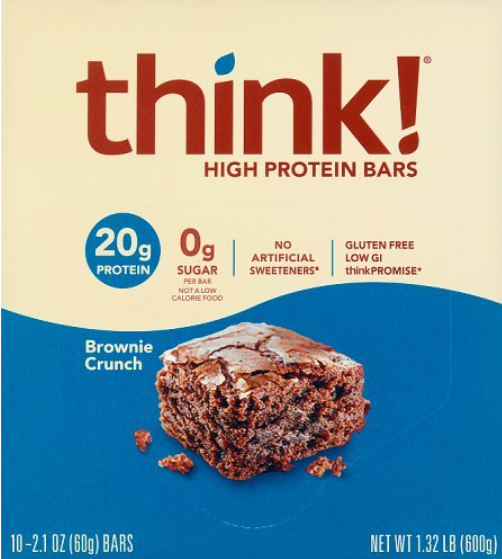 think!®
HIGH PROTEIN BARS
20g
PROTEIN
0g
SUGAR
PER BAR
NOT A LOW
CALORIE FOOD
NO
ARTIFICIAL
SWEETENERS*
GLUTEN FREE
LOW GI
thinkPROMISE*
Brownie
Crunch
10-2.1 OZ (60g) BARS
NET WT 1.32 LB (600g)